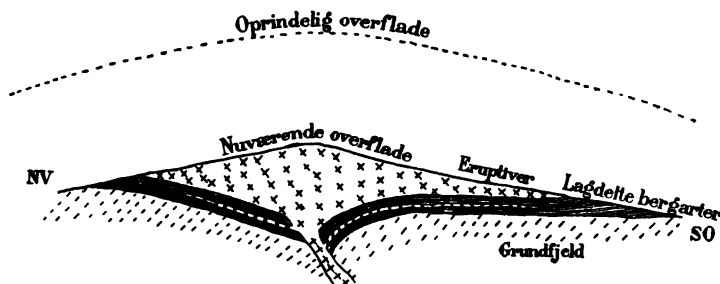 Oprindelig overflade
Nuværende overflade
Eruptiver
NV
Lagdelte bergarter
SO
Grundfjeld